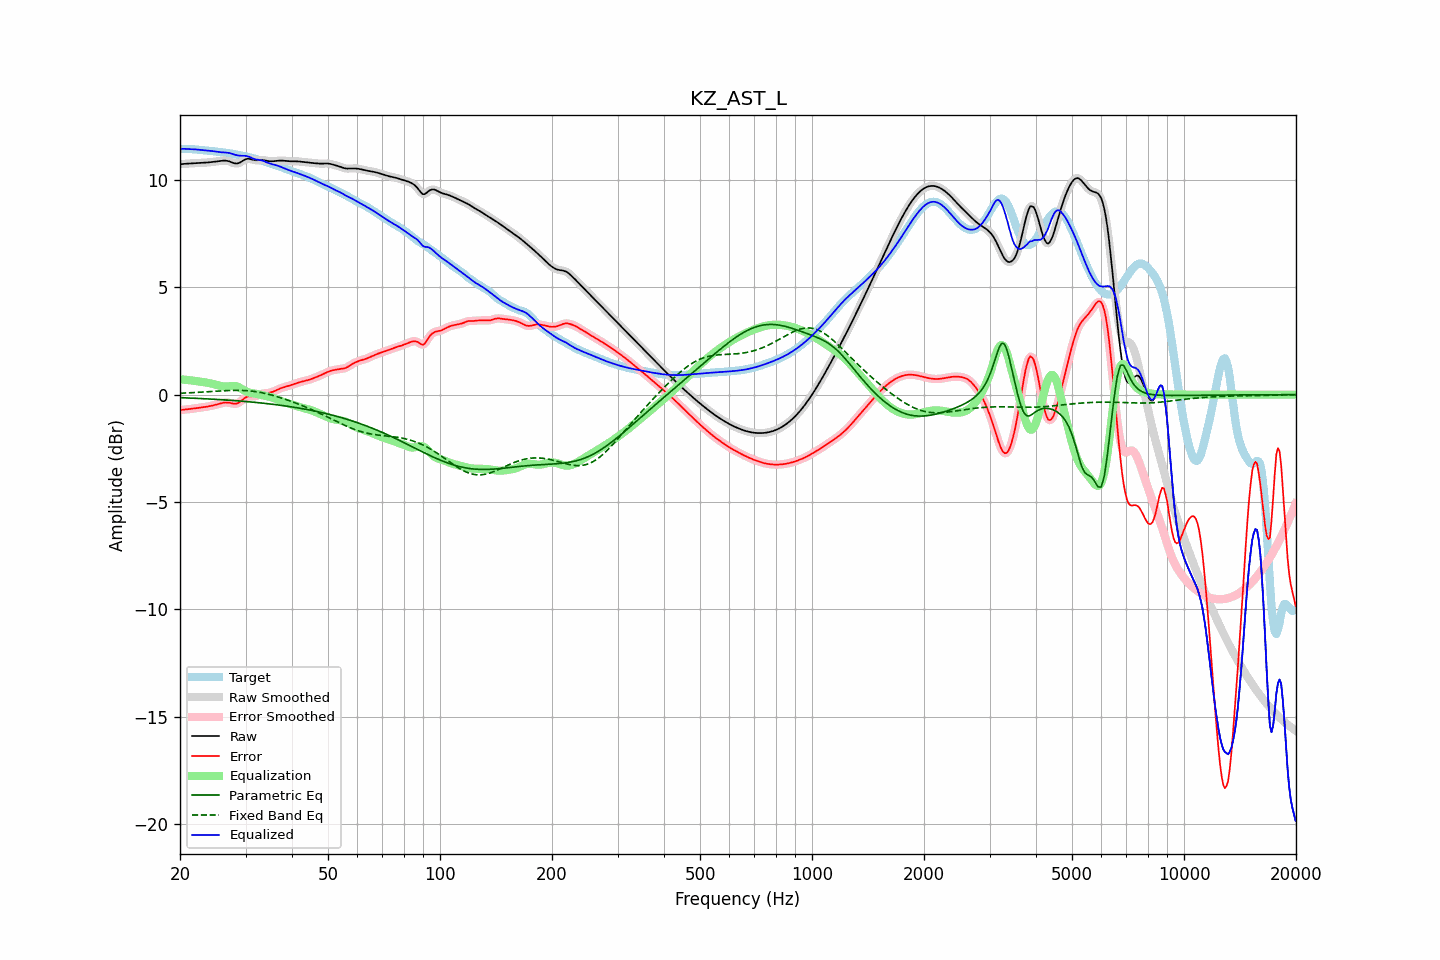 KZ_AST_L
Amplitude (dBr)
10
5
0
−5
−10
−15
−20
Target
Raw Smoothed
Error Smoothed
Raw
Error
Equalization
Parametric Eq
Fixed Band Eq
Equalized
20 50 100 200 500 1000 2000 5000 10000 20000
Frequency (Hz)